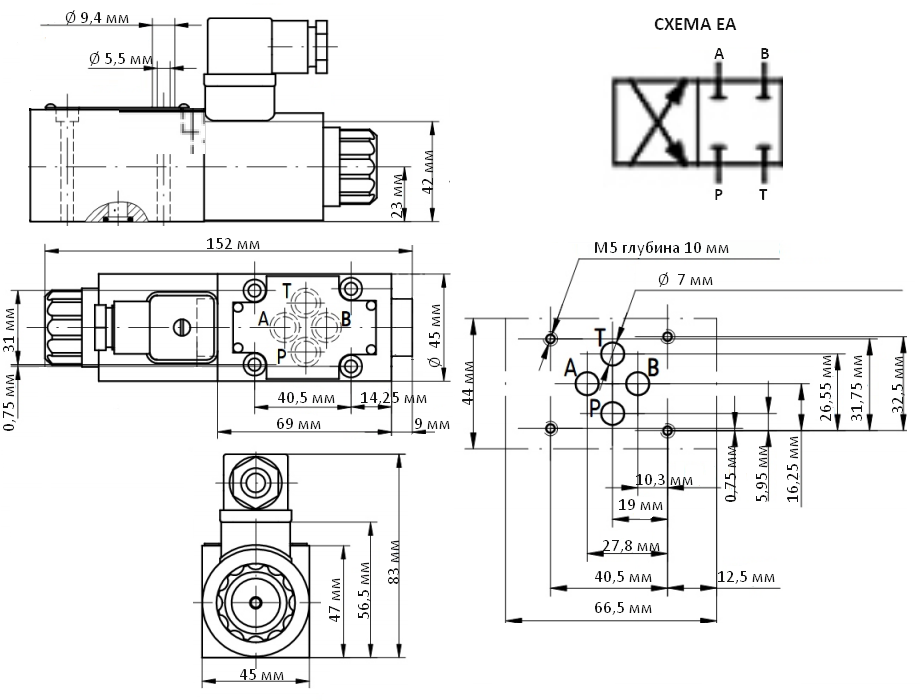 Ø 9,4 мм
Ø 5,5 мм
42 мм
23 мм
СХЕМА ЕА
A B
P T
152 мм
31 мм
0,75 мм
T
A B
P
Ø 45 мм
40,5 мм 14,25 мм
69 мм 9 мм
M5 глубина 10 мм
Ø 7 мм
44 мм
T
A B
P
26,55 мм
31,75 мм
32,5 мм
0,75 мм
5,95 мм
16,25 мм
10,3 мм
19 мм
27,8 мм
40,5 мм 12,5 мм
66,5 мм
47 мм
56,5 мм
83 мм
45 мм